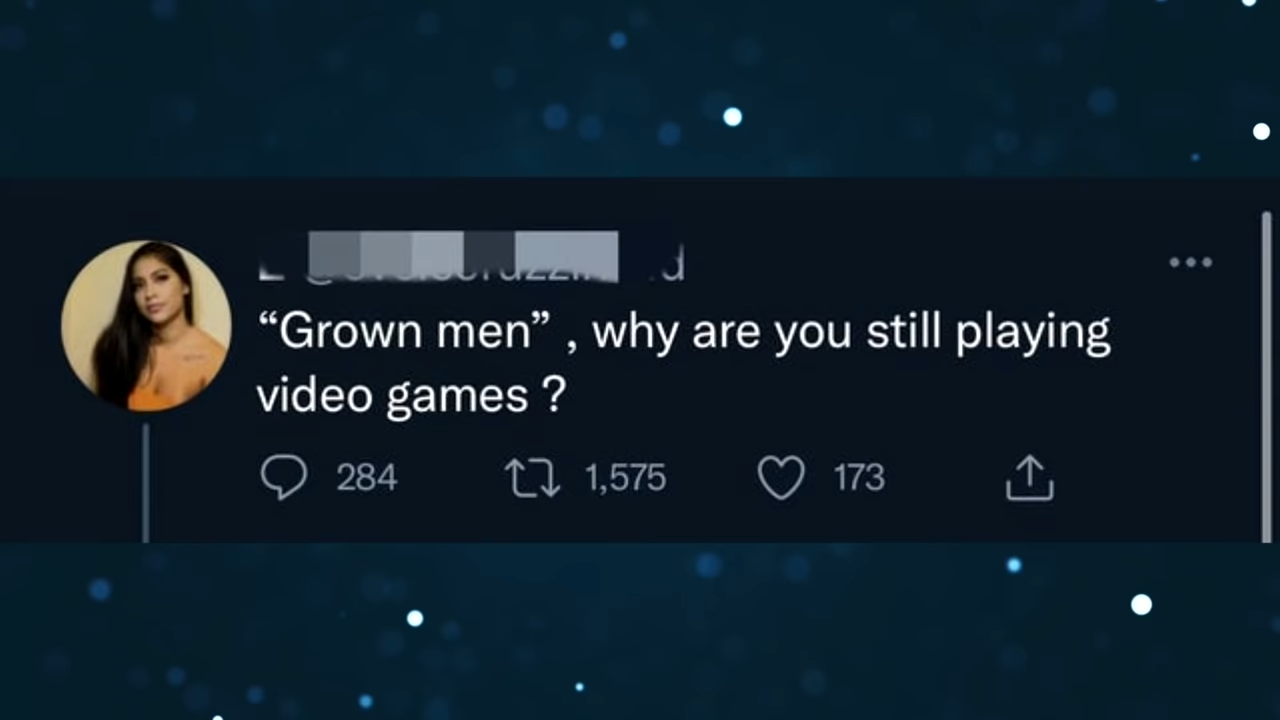 “Grown men” , why are you still playing
video games ?
284 1,575 173